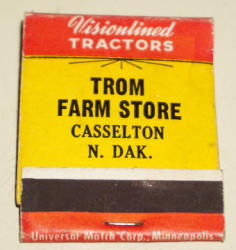 Visionlined
TRACTORS
TROM
FARM STORE
CASSELTON
N. DAK.
Universal Match Corp., Minneapolis